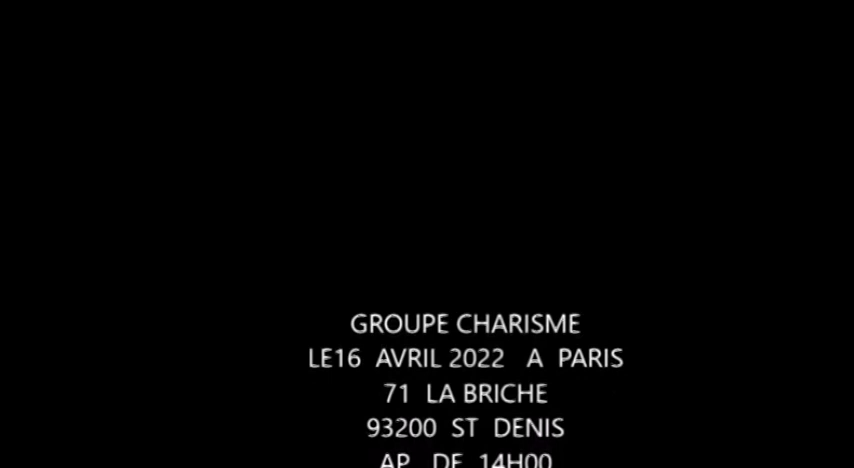 GROUPE CHARISME
LE16 AVRIL 2022 A PARIS
71 LA BRICHE
93200 ST DENIS
AP DE 14H00